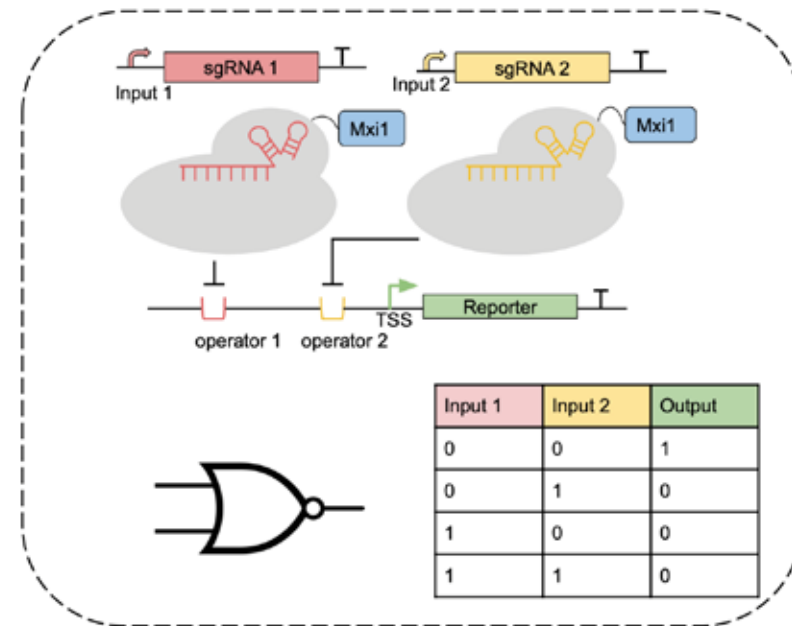 sgRNA 1
sgRNA 2
Input 1
Input 2
Mxi1
Mxi1
Reporter
TSS
operator 1
operator 2
Input 1 Input 2 Output
0 0 1
0 1 0
1 0 0
1 1 0